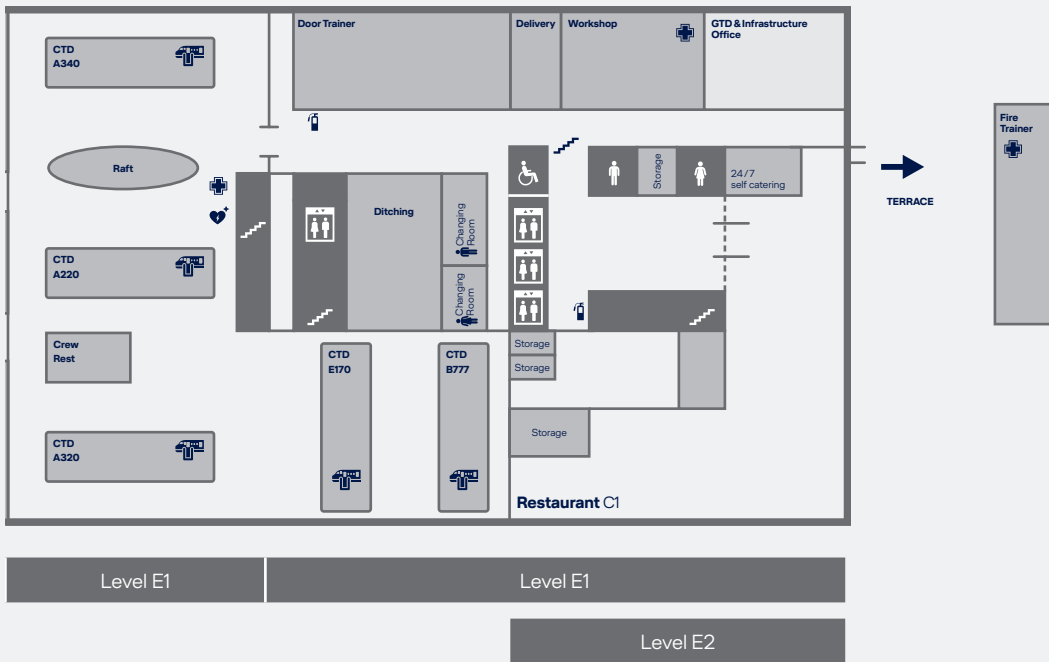 Door Trainer
Delivery
Workshop
GTD & Infrastructure
Office
CTD
A340
Fire
Trainer
Raft
Storage
24/7
self catering
TERRACE
Ditching
Changing
Room
Changing
Room
CTD
A220
Crew
Rest
CTD
E170
CTD
B777
Storage
Storage
CTD
A320
Storage
Restaurant C1
Level E1
Level E1
Level E2